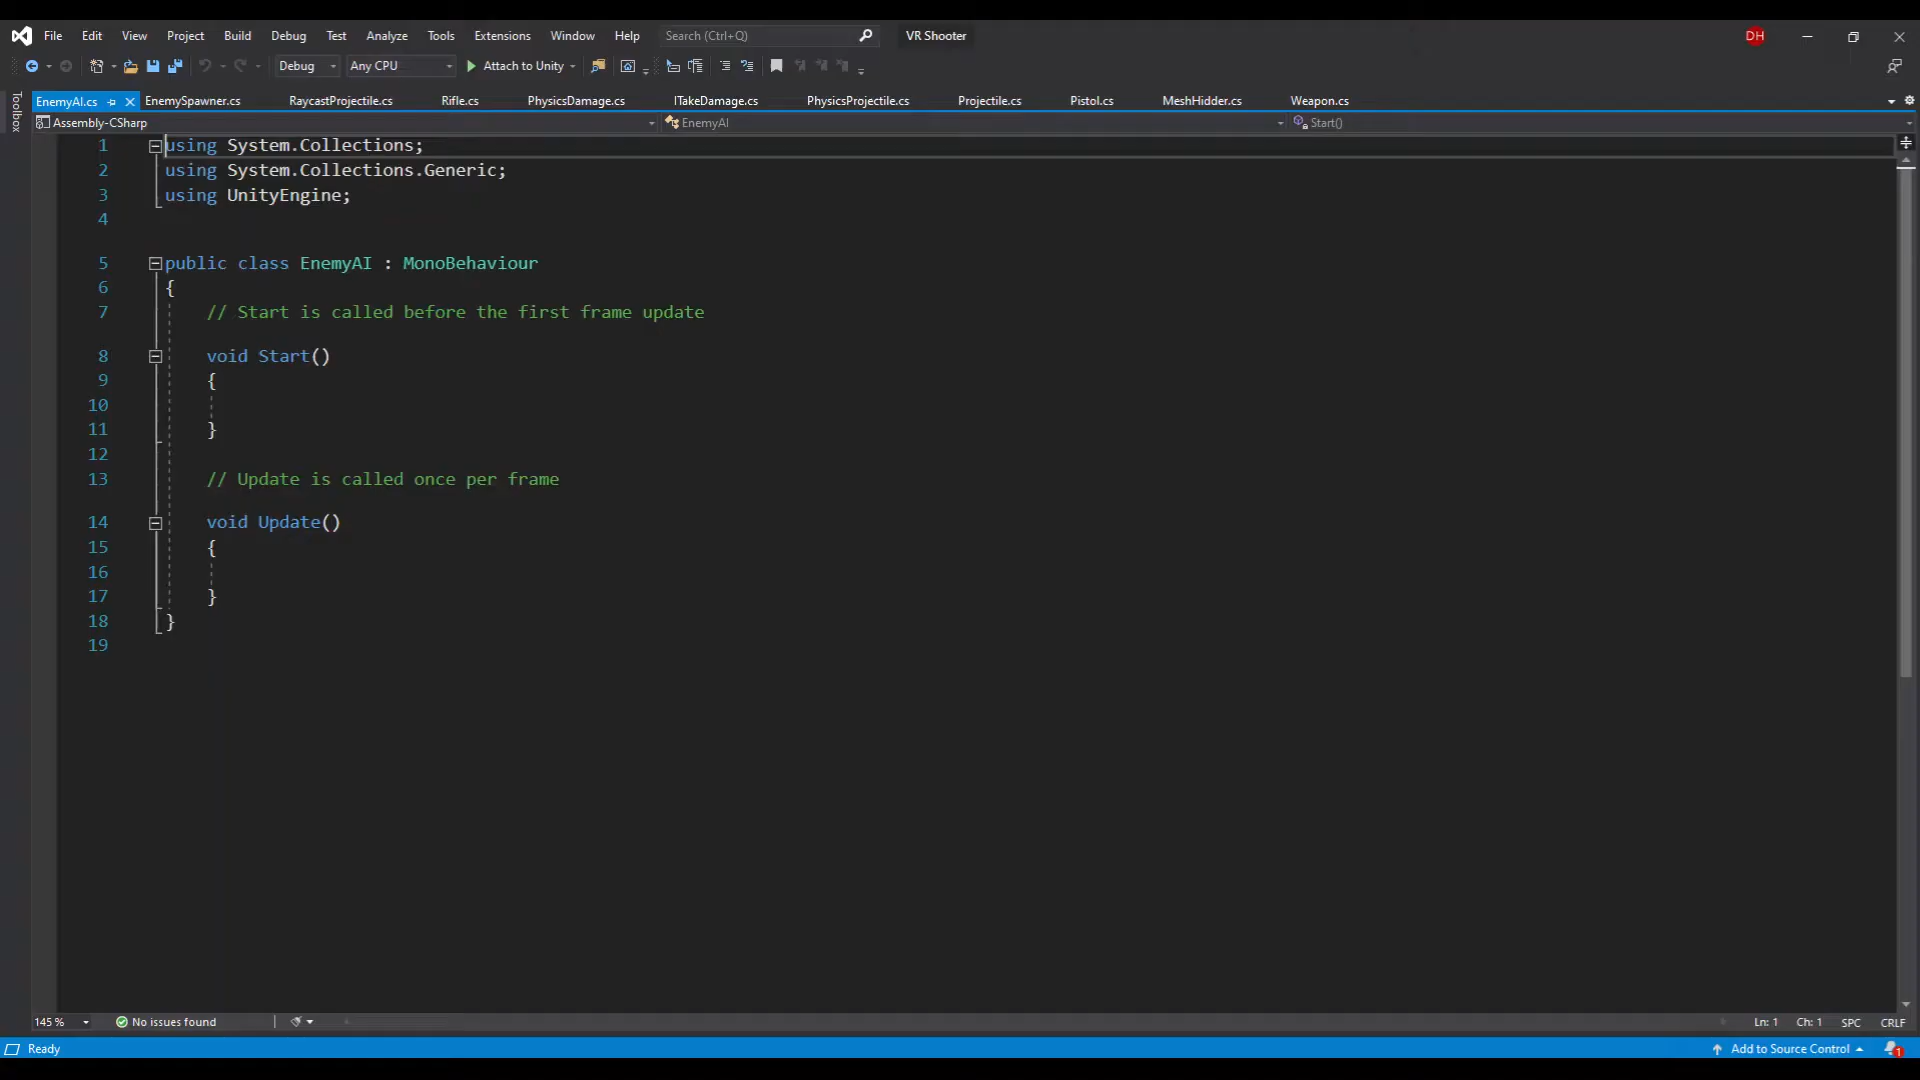 File Edit View Project Build Debug Test Analyze Tools Extensions Window Help Search (Ctrl+Q) VR Shooter DH
Debug Any CPU Attach to Unity
EnemyAI.cs EnemySpawner.cs RaycastProjectile.cs Rifle.cs PhysicsDamage.cs ITakeDamage.cs PhysicsProjectile.cs Projectile.cs Pistol.cs MeshHidder.cs Weapon.cs
Toolbox
Assembly-CSharp EnemyAI Start()
1 using System.Collections;
2 using System.Collections.Generic;
3 using UnityEngine;
4
5 public class EnemyAI : MonoBehaviour
6 {
7 // Start is called before the first frame update
8 void Start()
9 {
10
11 }
12
13 // Update is called once per frame
14 void Update()
15 {
16
17 }
18 }
19
145 % No issues found Ln: 1 Ch: 1 SPC CRLF
Ready Add to Source Control 1